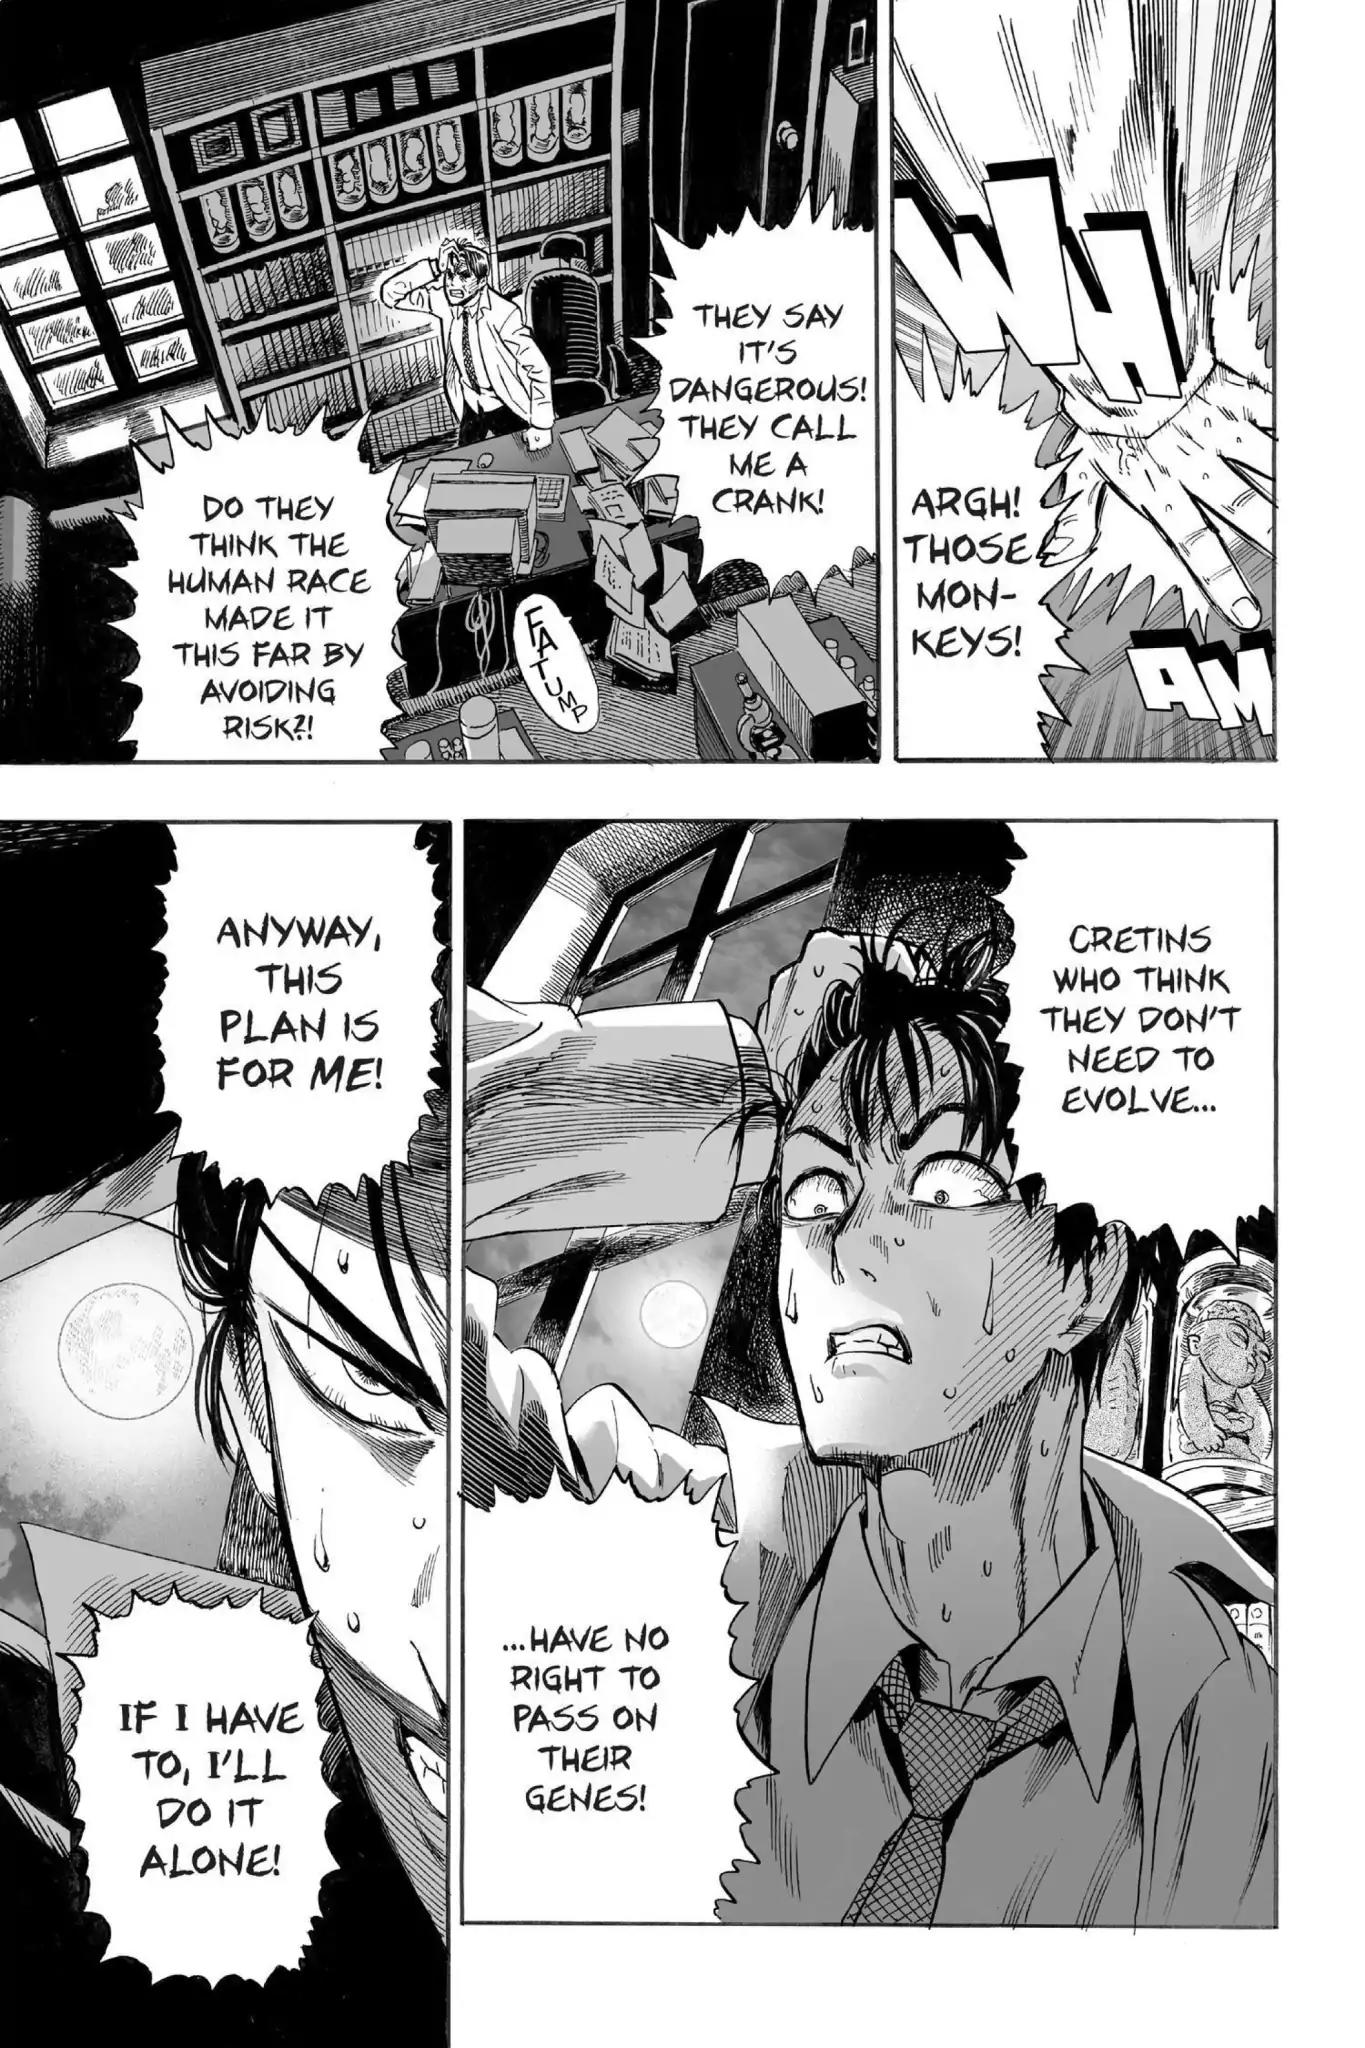 WHAM
ARGH!
THOSE
MON-
KEYS!
THEY SAY
IT'S
DANGEROUS!
THEY CALL
ME A
CRANK!
FATUMP
DO THEY
THINK THE
HUMAN RACE
MADE IT
THIS FAR BY
AVOIDING
RISK?!
CRETINS
WHO THINK
THEY DON'T
NEED TO
EVOLVE...
...HAVE NO
RIGHT TO
PASS ON
THEIR
GENES!
ANYWAY,
THIS
PLAN IS
FOR ME!
IF I HAVE
TO, I'LL
DO IT
ALONE!